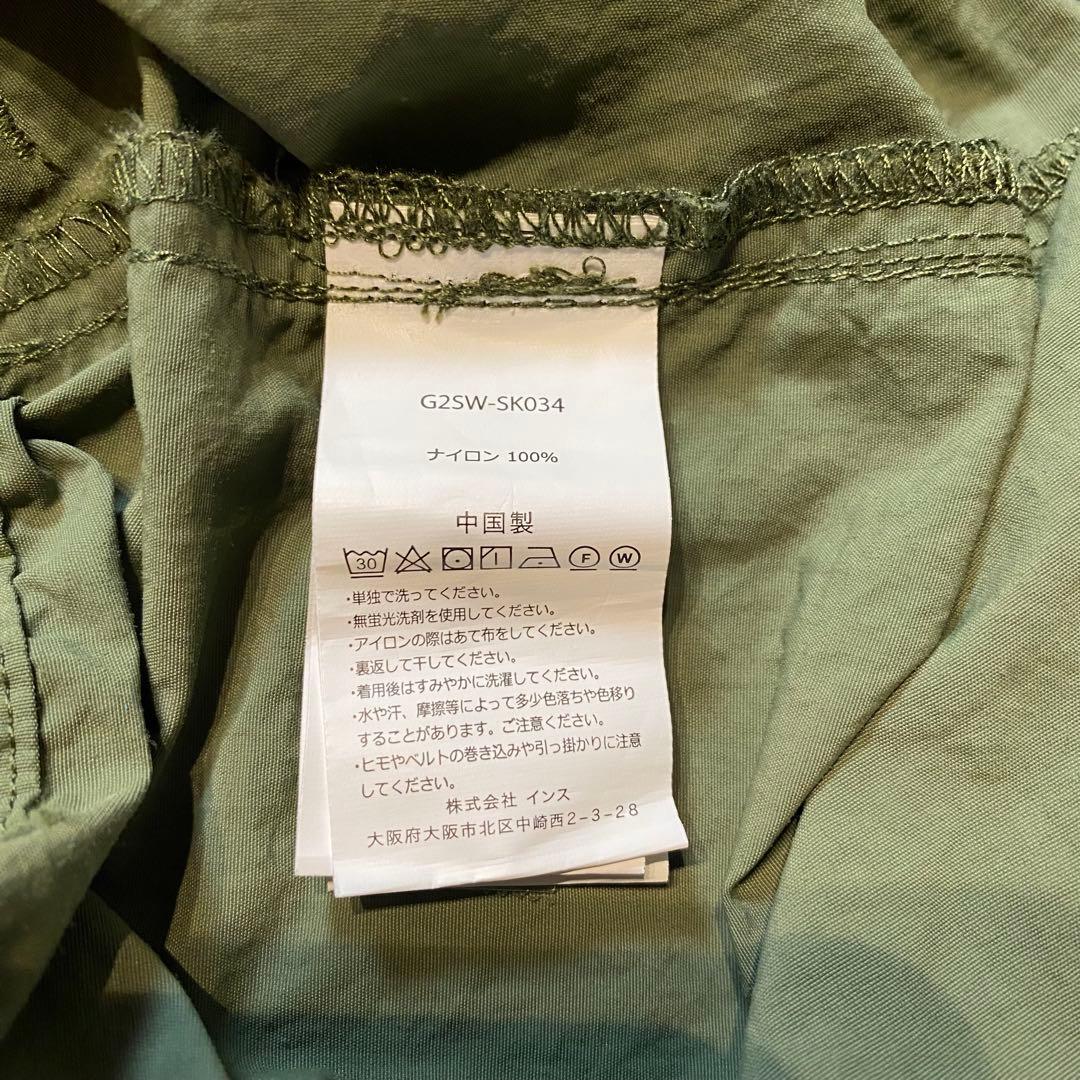 G2SW-SK034
ナイロン 100%
中国製
30 F W
・単独で洗ってください。
・無蛍光洗剤を使用してください。
・アイロンの際はあて布をしてください。
・裏返して干してください。
・着用後はすみやかに洗濯してください。
・水や汗、摩擦等によって多少色落ちや色移り
することがあります。ご注意ください。
・ヒモやベルトの巻き込みや引っ掛かりに注意
してください。
株式会社 インス
大阪府大阪市北区中崎西2-3-28